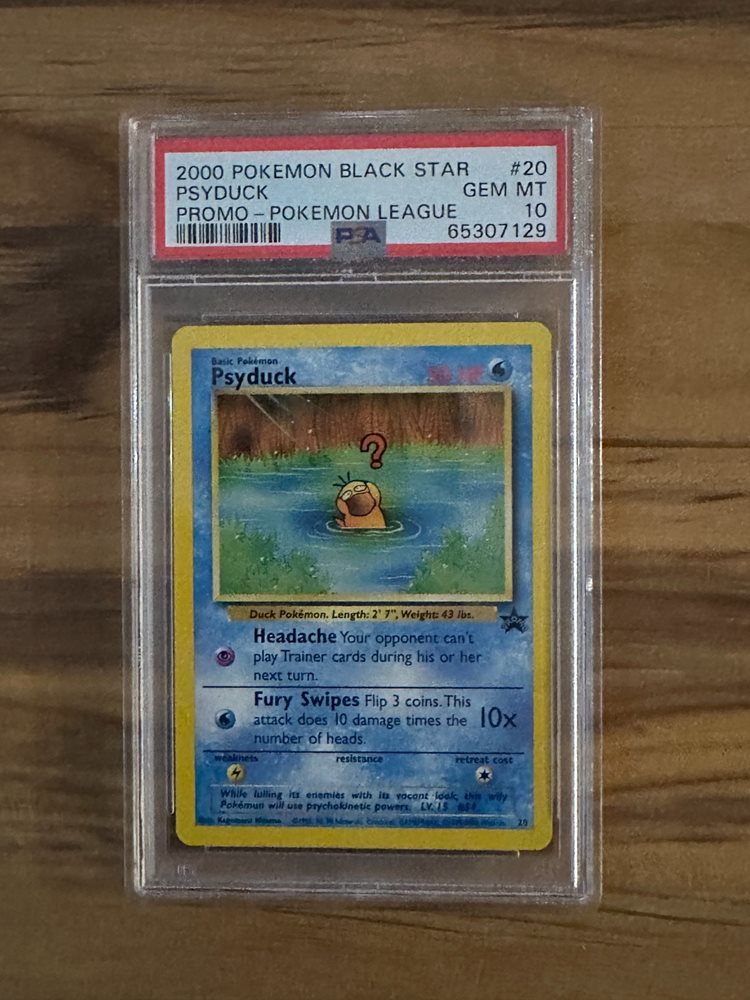 2000 POKEMON BLACK STAR #20
PSYDUCK GEM MT
PROMO - POKEMON LEAGUE 10
65307129
PSA
Basic Pokémon
Psyduck 50 HP
?
Duck Pokémon. Length: 2' 7", Weight: 43 lbs.
Headache Your opponent can't
play Trainer cards during his or her
next turn.
Fury Swipes Flip 3 coins. This
attack does 10 damage times the 10x
number of heads.
weakness resistance retreat cost
While lulling its enemies with its vacant look, this wily
Pokémon will use psychokinetic powers. LV. 15 #54
20